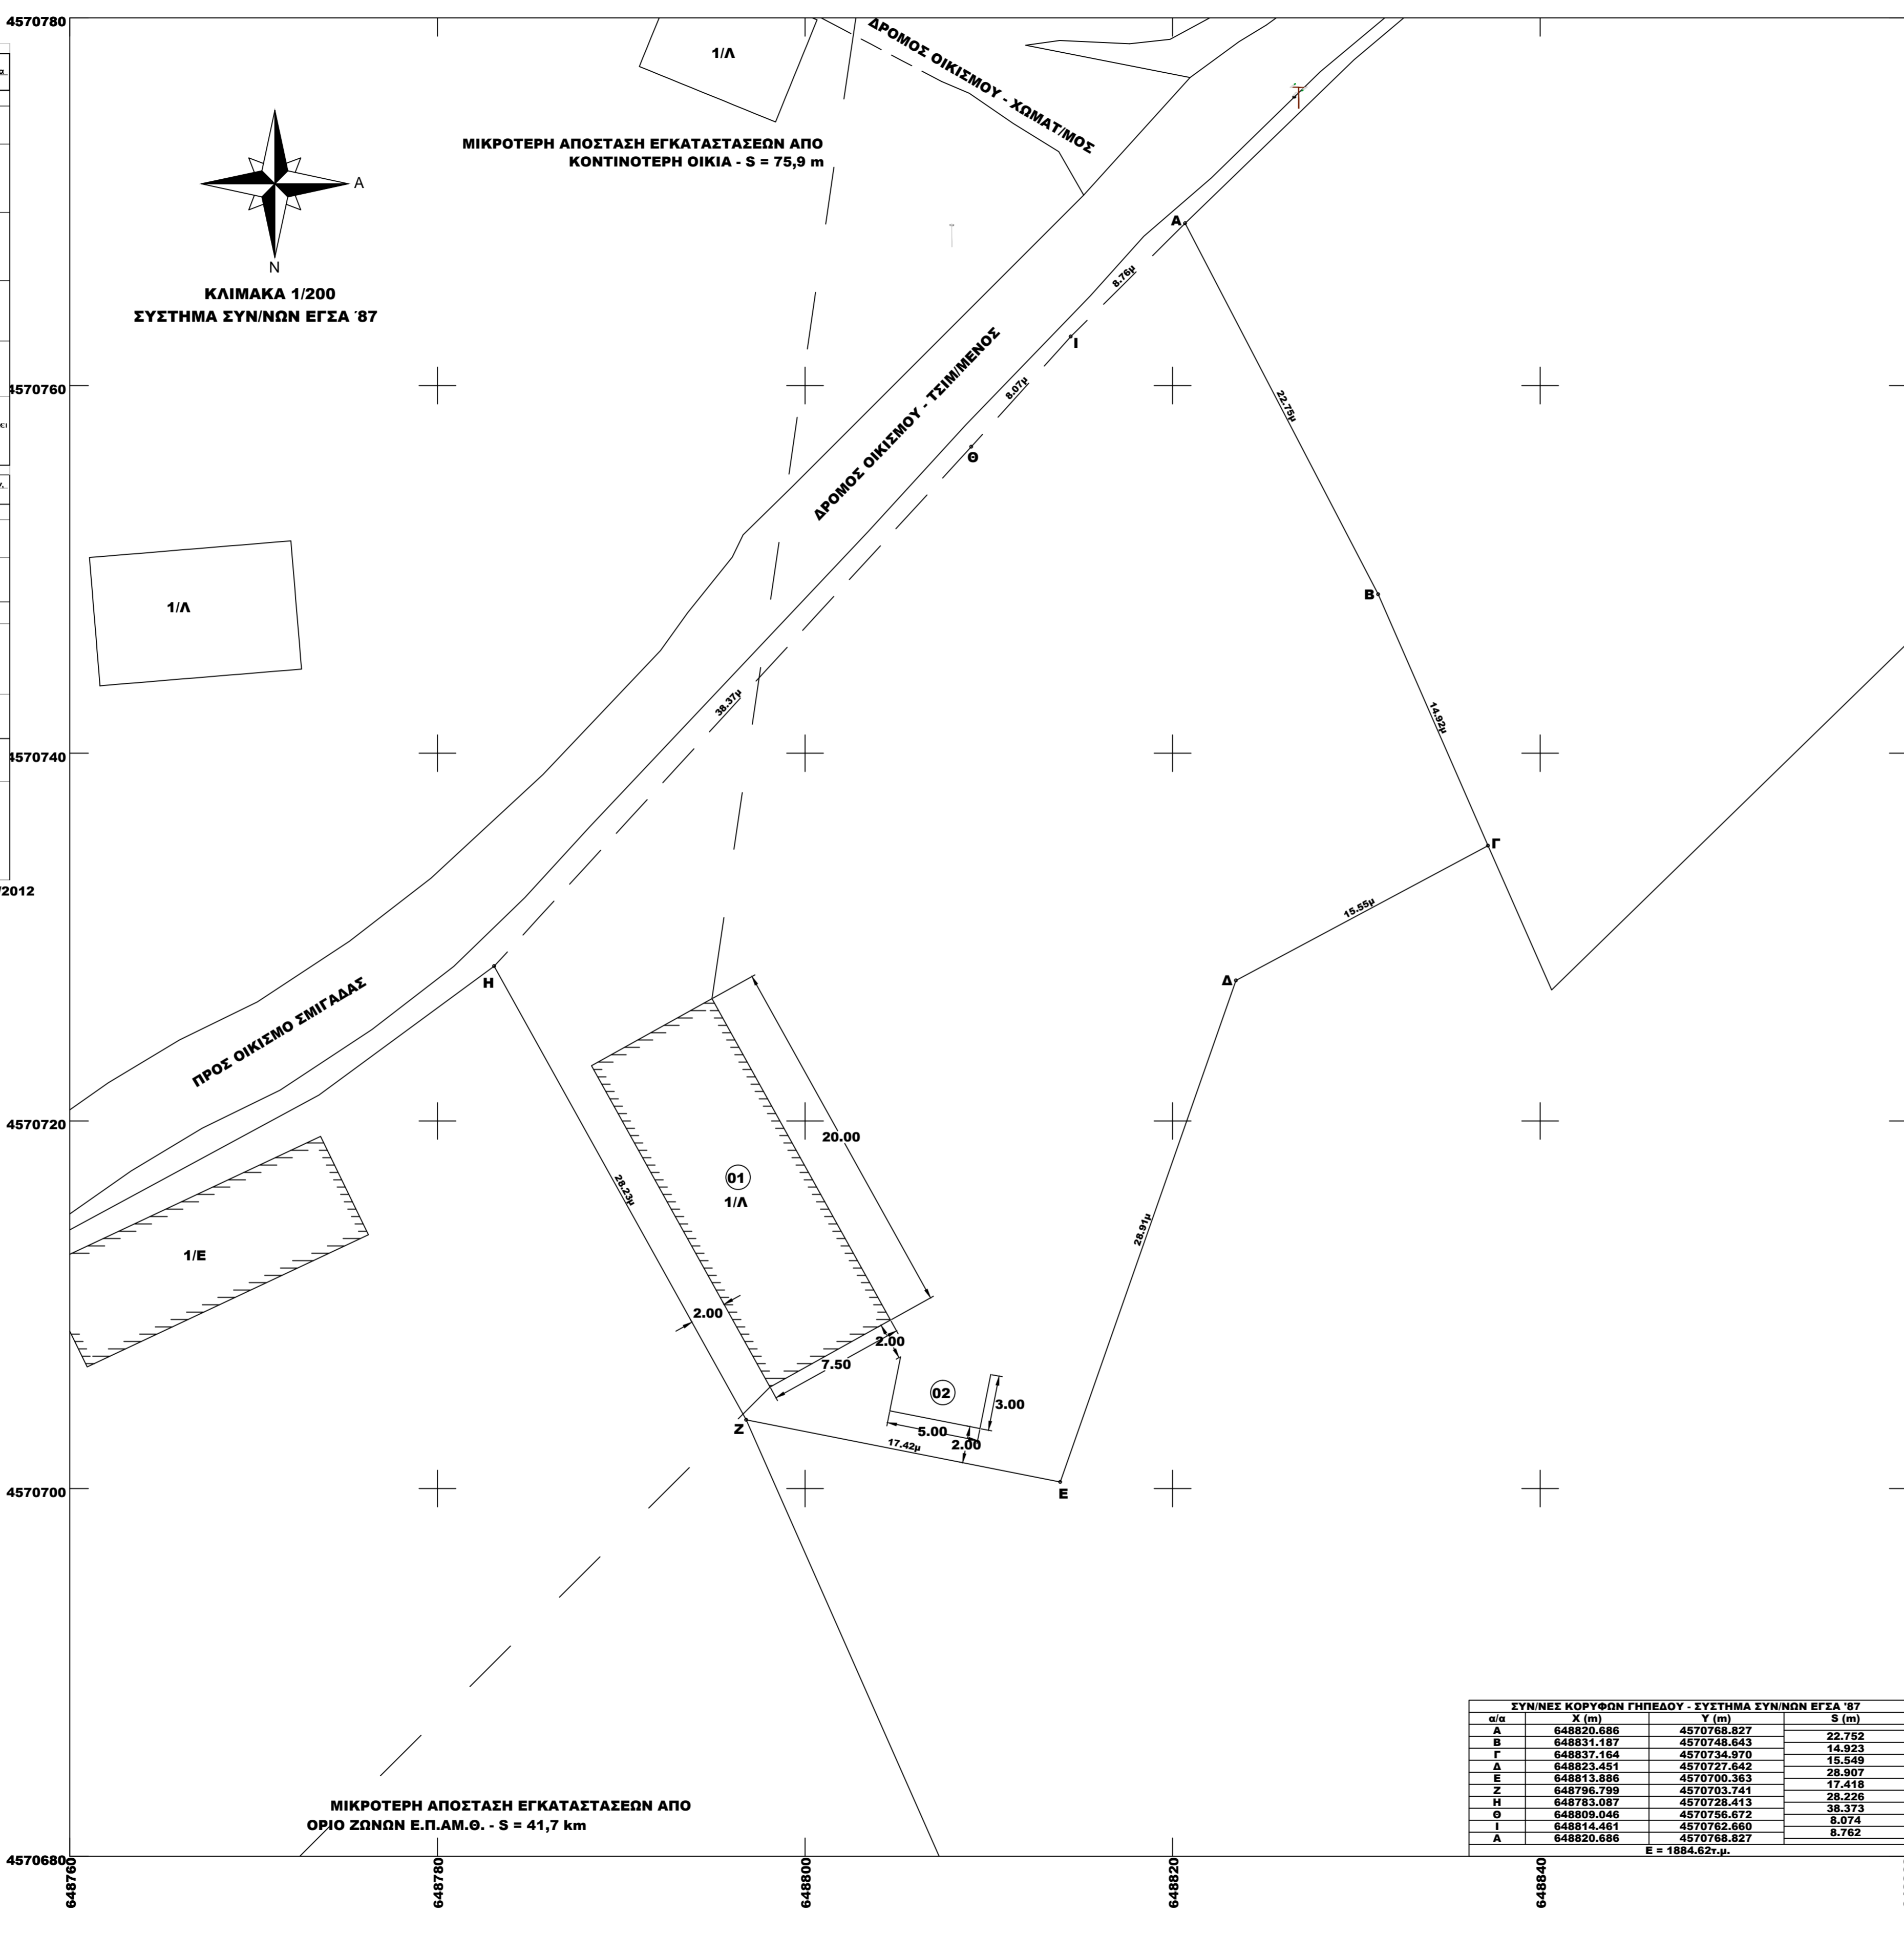 4570780
1/Λ
ΔΡΟΜΟΣ ΟΙΚΙΣΜΟΥ - ΧΩΜΑΤ/ΜΟΣ
ΜΙΚΡΟΤΕΡΗ ΑΠΟΣΤΑΣΗ ΕΓΚΑΤΑΣΤΑΣΕΩΝ ΑΠΟ
ΚΟΝΤΙΝΟΤΕΡΗ ΟΙΚΙΑ - S = 75,9 m
Α
Ν
ΚΛΙΜΑΚΑ 1/200
ΣΥΣΤΗΜΑ ΣΥΝ/ΝΩΝ ΕΓΣΑ ΄87
Α
8.76μ
Ι
8.07μ
Θ
22.75μ
4570760
ΔΡΟΜΟΣ ΟΙΚΙΣΜΟΥ - ΤΣΙΜ/ΜΕΝΟΣ
Β
1/Λ
38.37μ
14.92μ
4570740
Γ
/2012
15.55μ
Δ
Η
ΠΡΟΣ ΟΙΚΙΣΜΟ ΣΜΙΓΑΔΑΣ
4570720
20.00
01
1/Λ
28.23μ
28.91μ
1/Ε
2.00
2.00
7.50
02
3.00
5.00
2.00
17.42μ
Ζ
Ε
4570700
ΜΙΚΡΟΤΕΡΗ ΑΠΟΣΤΑΣΗ ΕΓΚΑΤΑΣΤΑΣΕΩΝ ΑΠΟ
ΟΡΙΟ ΖΩΝΩΝ Ε.Π.ΑΜ.Θ. - S = 41,7 km
ΣΥΝ/ΝΕΣ ΚΟΡΥΦΩΝ ΓΗΠΕΔΟΥ - ΣΥΣΤΗΜΑ ΣΥΝ/ΝΩΝ ΕΓΣΑ '87
α/α X (m) Y (m) S (m)
Α 648820.686 4570768.827
22.752
Β 648831.187 4570748.643
14.923
Γ 648837.164 4570734.970
15.549
Δ 648823.451 4570727.642
28.907
Ε 648813.886 4570700.363
17.418
Ζ 648796.799 4570703.741
28.226
Η 648783.087 4570728.413
38.373
Θ 648809.046 4570756.672
8.074
Ι 648814.461 4570762.660
8.762
Α 648820.686 4570768.827
Ε = 1884.62τ.μ.
4570680
648760
648780
648800
648820
648840